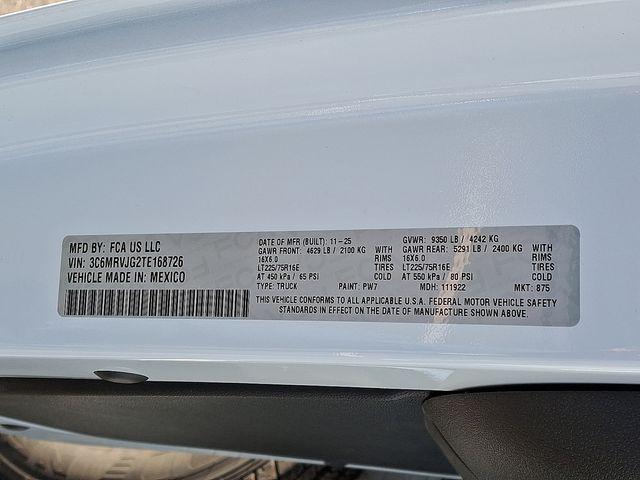 MFD BY: FCA US LLC
VIN: 3C6MRVJG2TE168726
VEHICLE MADE IN: MEXICO
DATE OF MFR (BUILT): 11-25
GAWR FRONT: 4629 LB / 2100 KG WITH
16X6.0 RIMS
LT225/75R16E TIRES
AT 450 kPa / 65 PSI COLD
TYPE: TRUCK PAINT: PW7
GVWR: 9350 LB / 4242 KG
GAWR REAR: 5291 LB / 2400 KG WITH
16X6.0 RIMS
LT225/75R16E TIRES
AT 550 kPa / 80 PSI COLD
MDH: 111922 MKT: 875
THIS VEHICLE CONFORMS TO ALL APPLICABLE U.S.A. FEDERAL MOTOR VEHICLE SAFETY
STANDARDS IN EFFECT ON THE DATE OF MANUFACTURE SHOWN ABOVE.